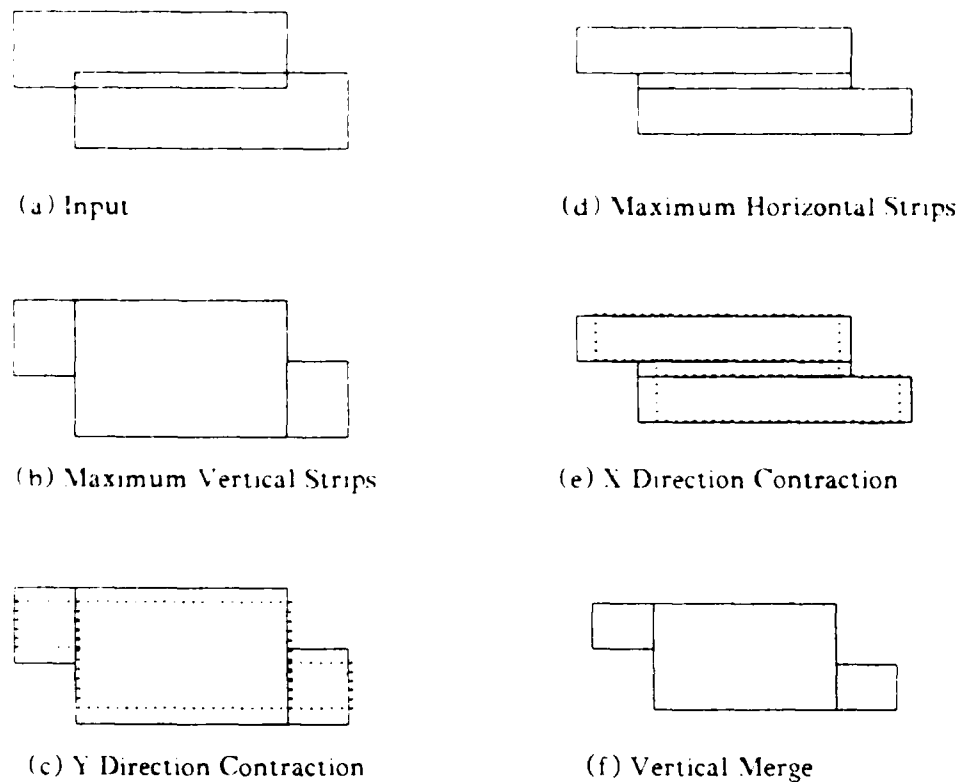 (a) Input
(d) Maximum Horizontal Strips
(b) Maximum Vertical Strips
(e) X Direction Contraction
(c) Y Direction Contraction
(f) Vertical Merge